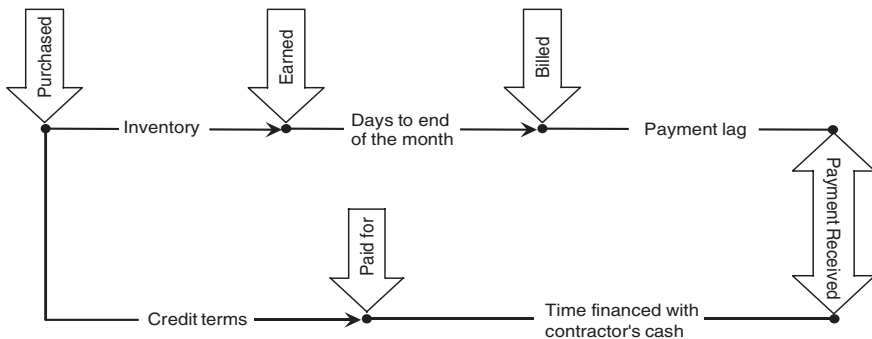 Purchased
Earned
Billed
Inventory
Days to end
of the month
Payment lag
Payment Received
Paid for
Credit terms
Time financed with
contractor's cash